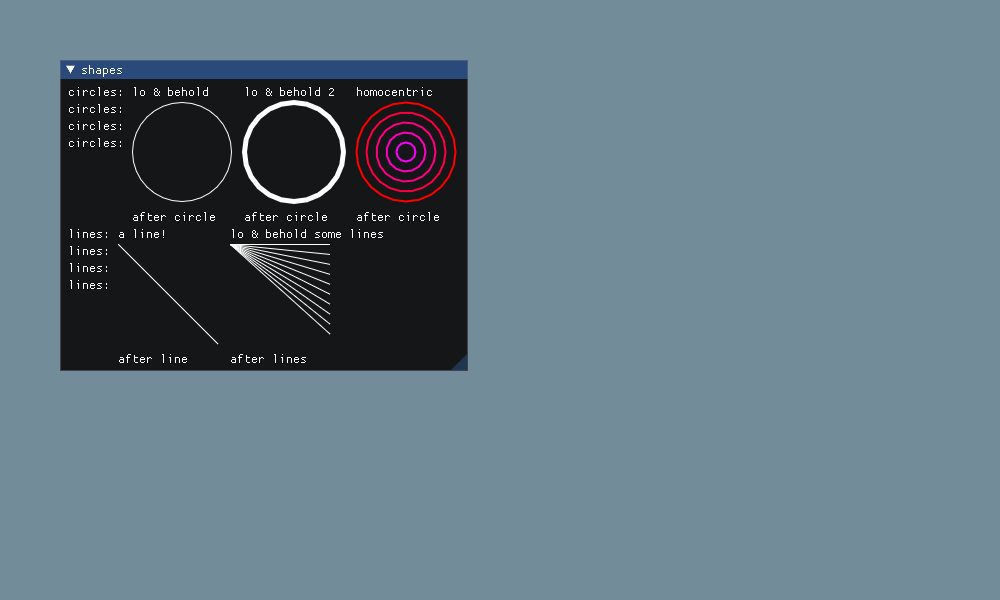 shapes
circles: lo & behold lo & behold 2 homocentric
circles:
circles:
circles:
after circle after circle after circle
lines: a line! lo & behold some lines
lines:
lines:
lines:
after line after lines